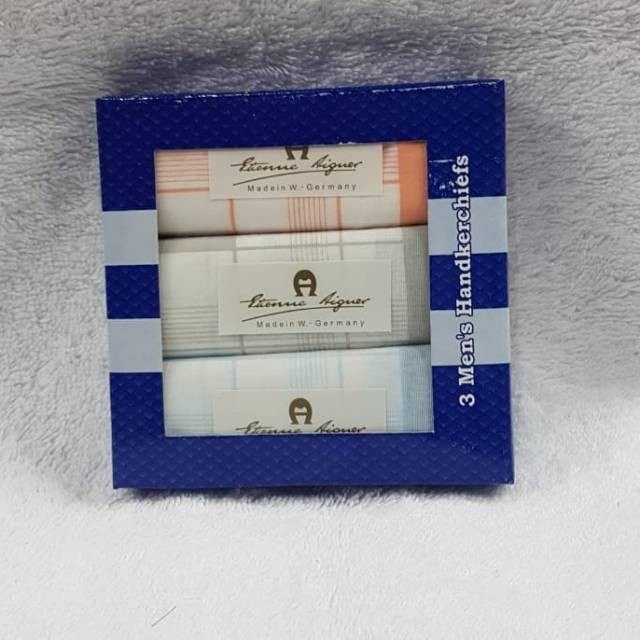 Etienne Aigner
Made in W.-Germany
Etienne Aigner
Made in W.-Germany
Etienne Aigner
3 Men's Handkerchiefs